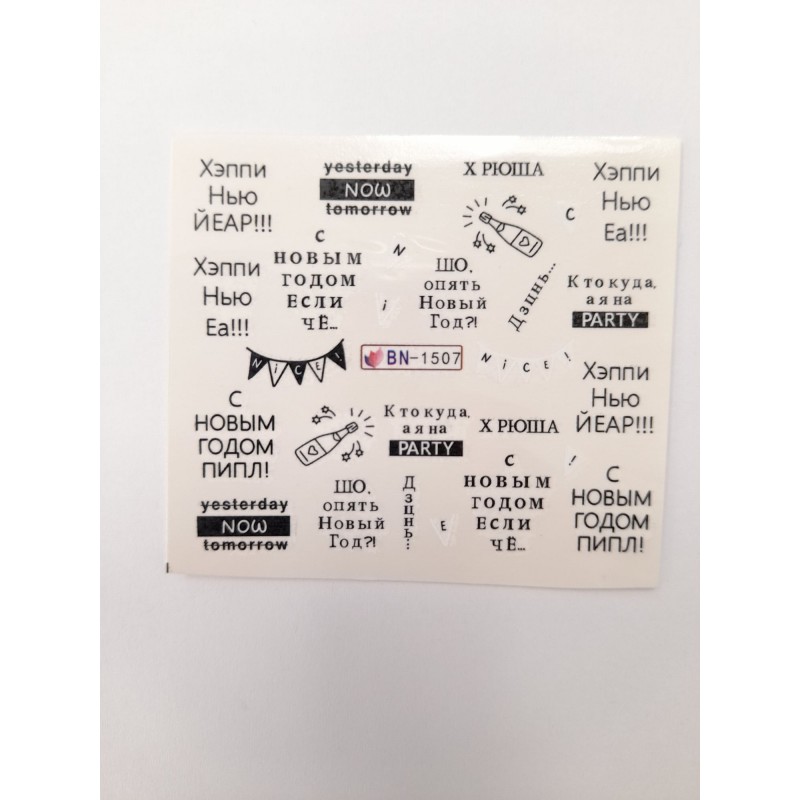 Хэппи
Нью
ЙЕАР!!!
yesterday
NOW
tomorrow
Х РЮША
Хэппи
Нью
Еа!!!
С
Хэппи
Нью
Еа!!!
С
НОВЫМ
ГОДОМ
ЕСЛИ
ЧЁ...
N
i
ШО,
опять
Новый
Год?!
Дзцнь...
Кто куда,
а я на
PARTY
NiCE!
BN-1507
NiCE!
Хэппи
Нью
ЙЕАР!!!
С
НОВЫМ
ГОДОМ
ПИПЛ!
Кто куда,
а я на
PARTY
Х РЮША
yesterday
NOW
tomorrow
ШО,
опять
Новый
Год?!
Дзцнь...
E
С
НОВЫМ
ГОДОМ
ЕСЛИ
ЧЁ...
!
С
НОВЫМ
ГОДОМ
ПИПЛ!